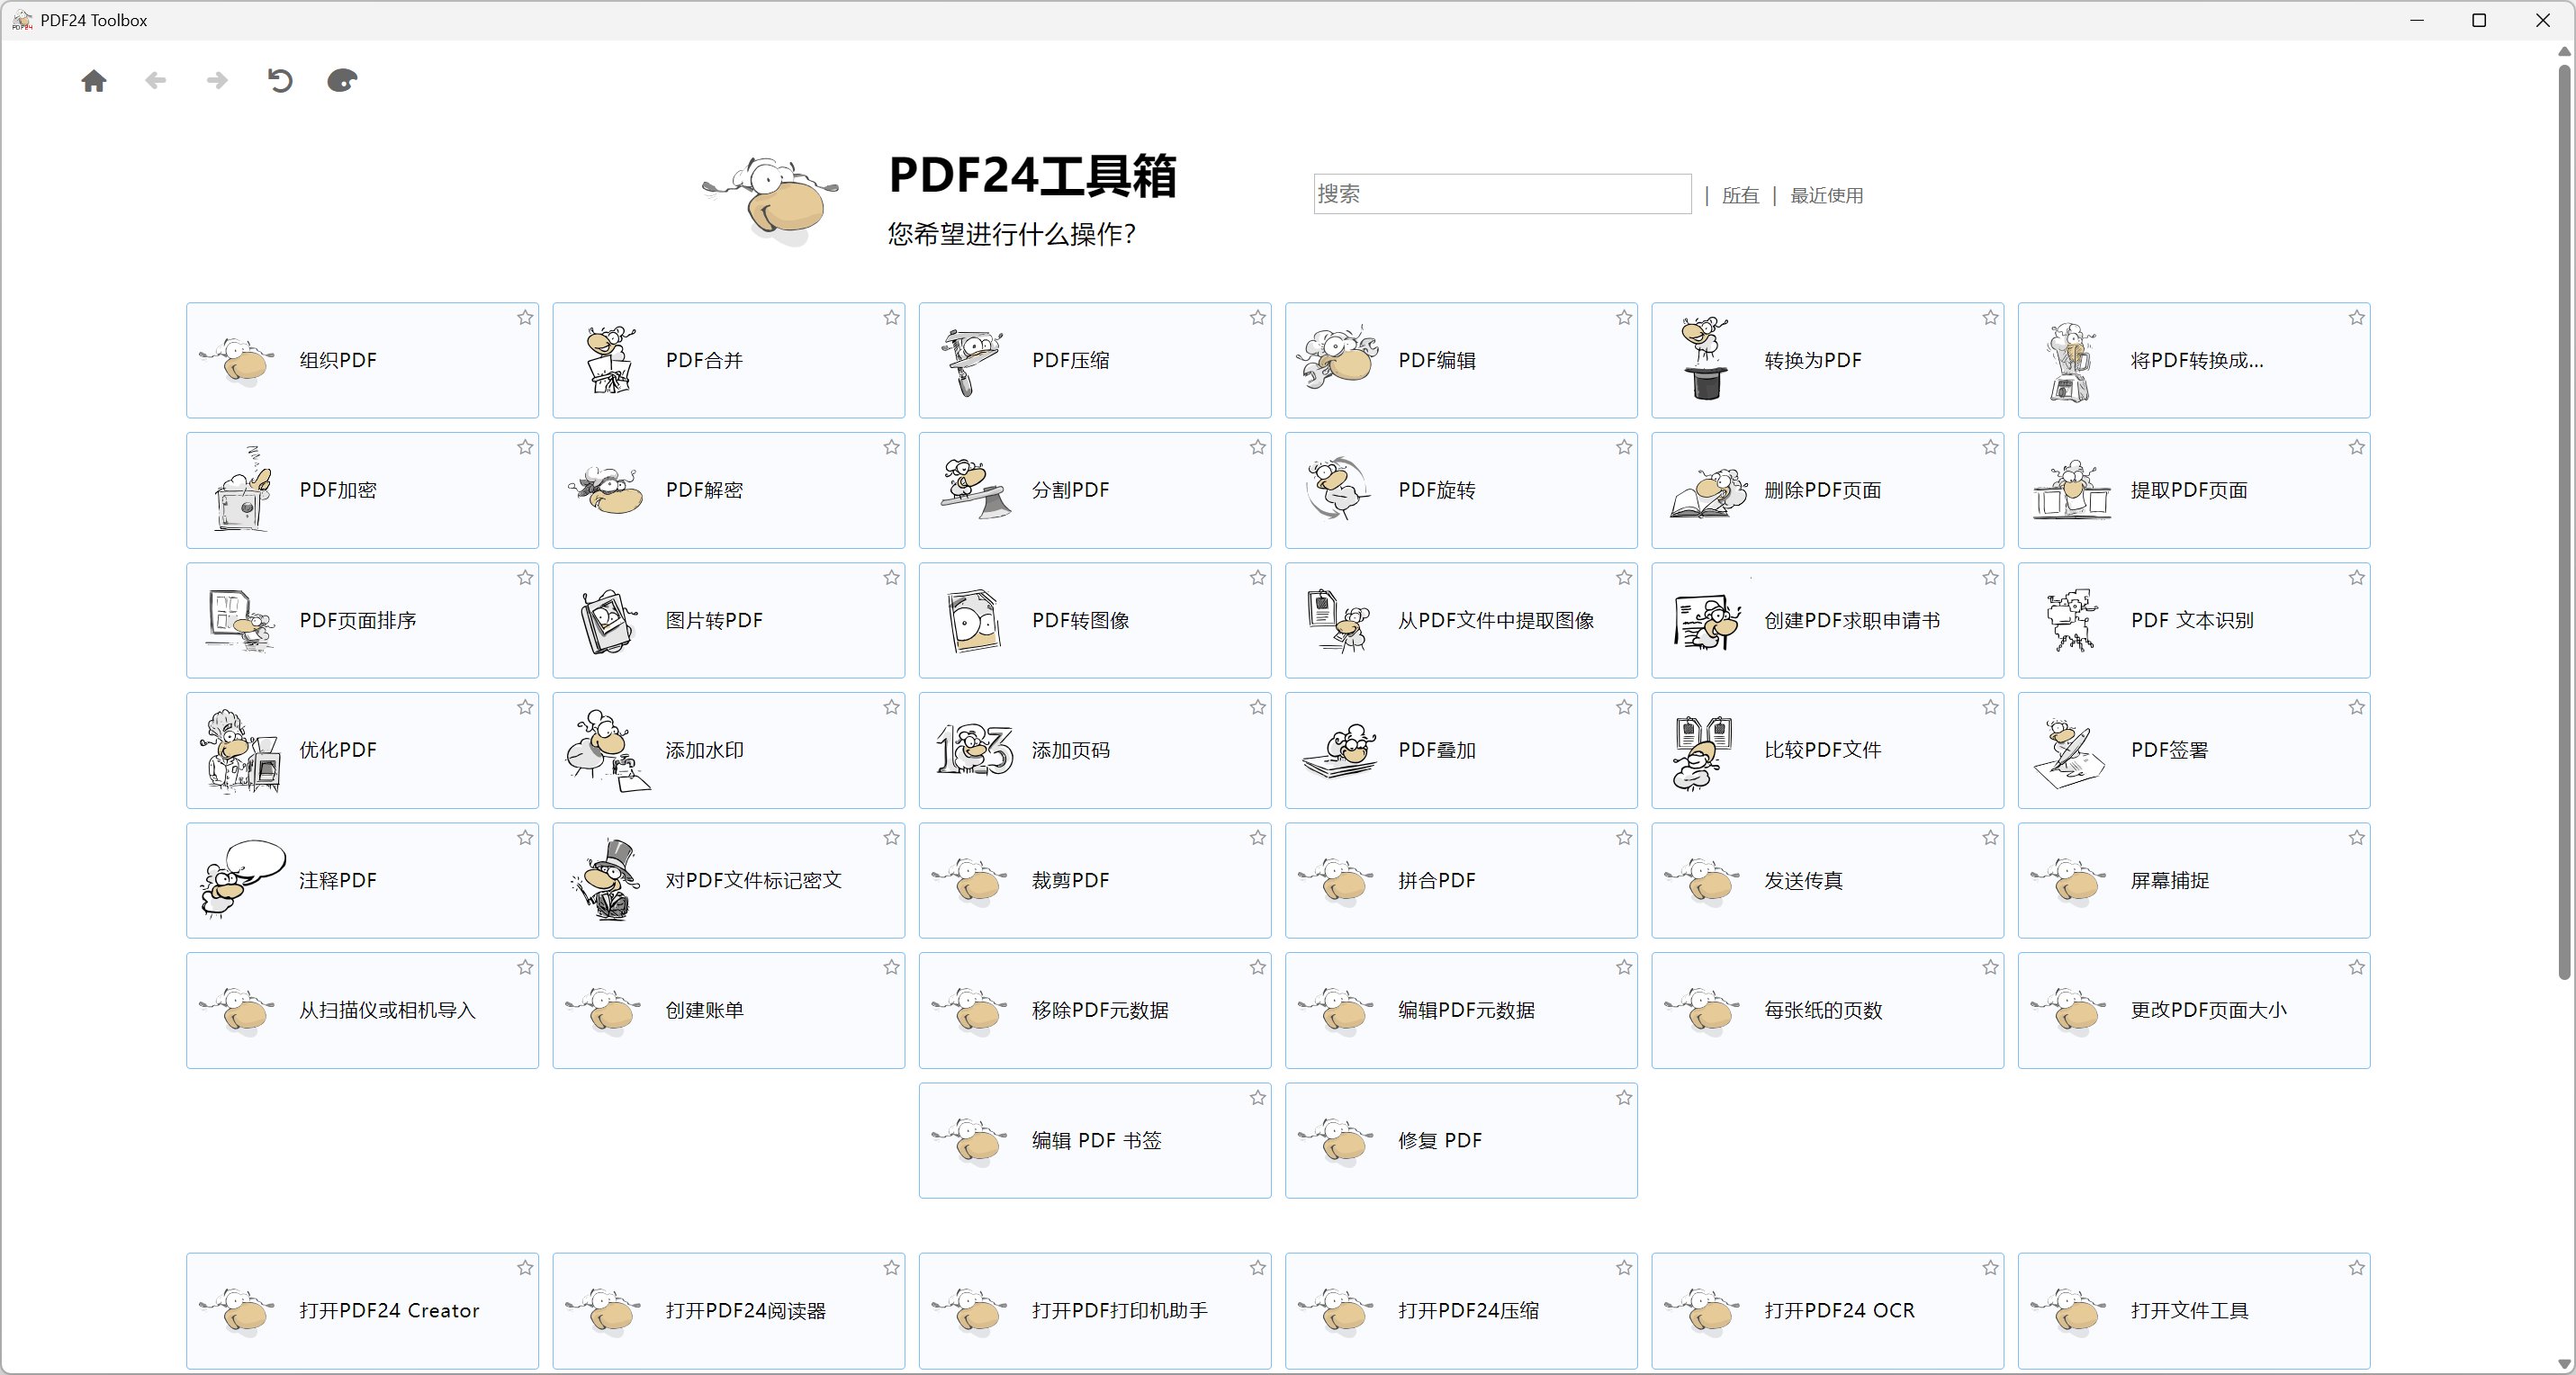 PDF24 Toolbox
PDF24工具箱
您希望进行什么操作?
搜索 | 所有 | 最近使用
组织PDF
PDF合并
PDF压缩
PDF编辑
转换为PDF
将PDF转换成...
PDF加密
PDF解密
分割PDF
PDF旋转
删除PDF页面
提取PDF页面
PDF页面排序
图片转PDF
PDF转图像
从PDF文件中提取图像
创建PDF求职申请书
PDF 文本识别
优化PDF
添加水印
123
添加页码
PDF叠加
比较PDF文件
PDF签署
注释PDF
对PDF文件标记密文
裁剪PDF
拼合PDF
发送传真
屏幕捕捉
从扫描仪或相机导入
创建账单
移除PDF元数据
编辑PDF元数据
每张纸的页数
更改PDF页面大小
编辑 PDF 书签
修复 PDF
打开PDF24 Creator
打开PDF24阅读器
打开PDF打印机助手
打开PDF24压缩
打开PDF24 OCR
打开文件工具